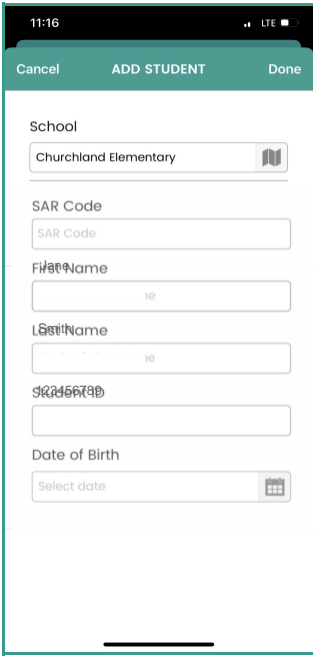 11:16 LTE
Cancel ADD STUDENT Done
School
Churchland Elementary
SAR Code
SAR Code
First Name
Jane
Last Name
Smith
Student ID
123456789
Date of Birth
Select date